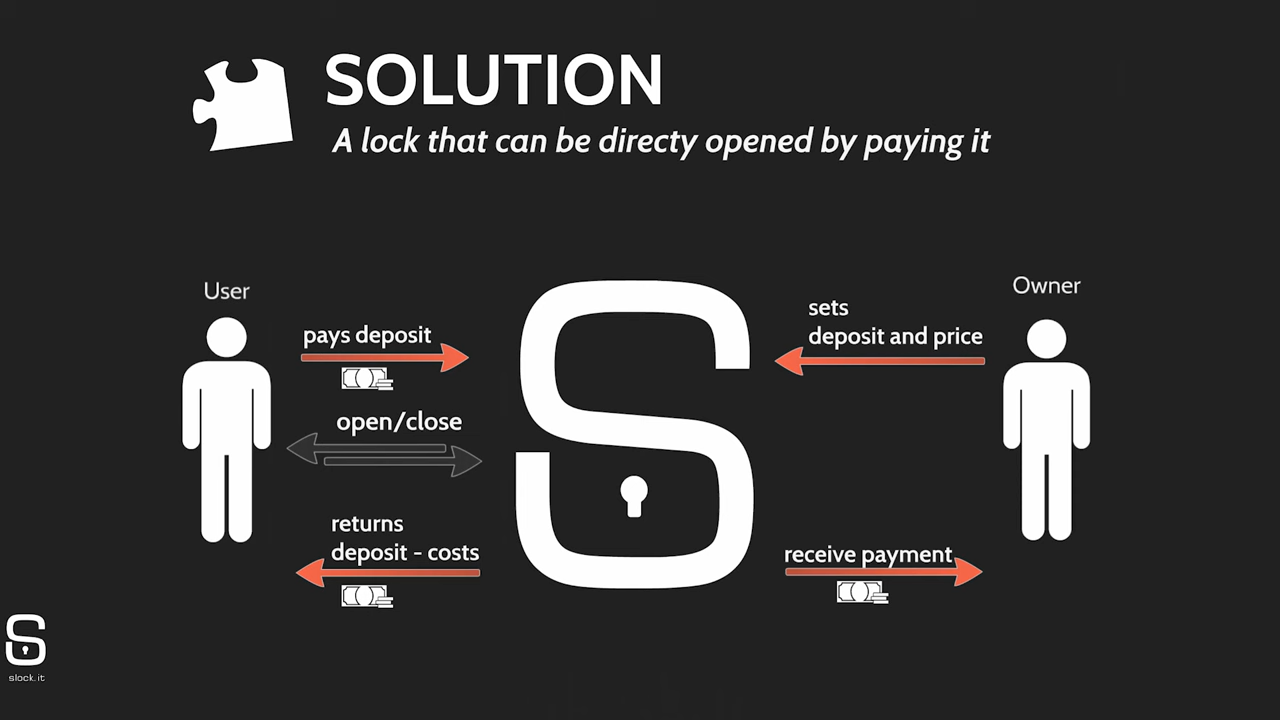 SOLUTION
A lock that can be directy opened by paying it
User
Owner
pays deposit
sets
deposit and price
open/close
returns
deposit - costs
receive payment
slock.it